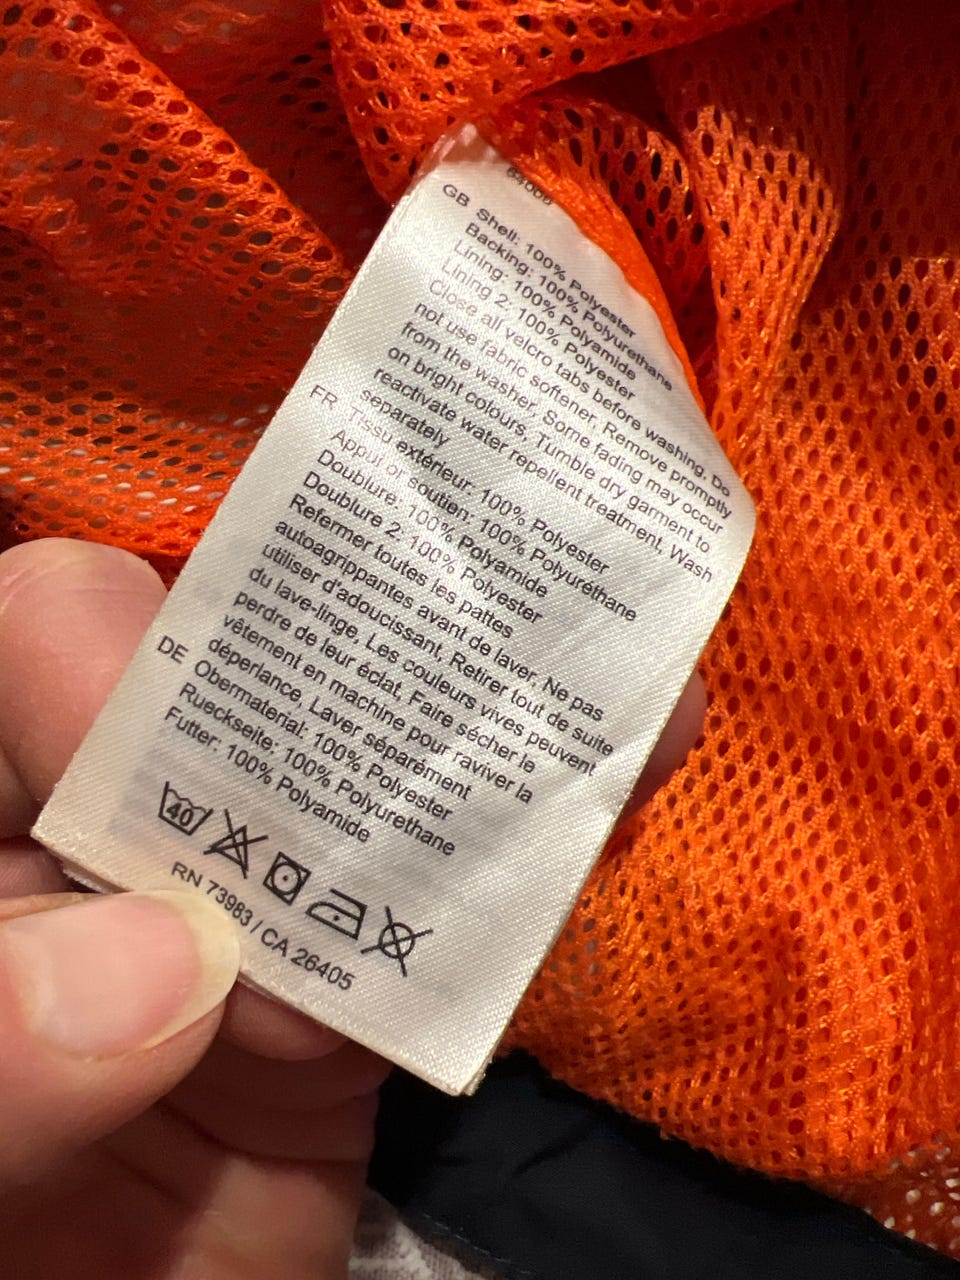 84006
GB Shell: 100% Polyester
Backing: 100% Polyurethane
Lining: 100% Polyamide
Lining 2: 100% Polyester
Close all velcro tabs before washing, Do
not use fabric softener, Remove promptly
from the washer, Some fading may occur
on bright colours, Tumble dry garment to
reactivate water repellent treatment, Wash
separately
FR Tissu extérieur: 100% Polyester
Appui or soutien: 100% Polyuréthane
Doublure: 100% Polyamide
Doublure 2: 100% Polyester
Refermer toutes les pattes
autoagrippantes avant de laver, Ne pas
utiliser d'adoucissant, Retirer tout de suite
du lave-linge, Les couleurs vives peuvent
perdre de leur éclat, Faire sécher le
vêtement en machine pour raviver la
déperlance, Laver séparément
DE Obermaterial: 100% Polyester
Rueckseite: 100% Polyurethane
Futter: 100% Polyamide
40
RN 73983 / CA 26405